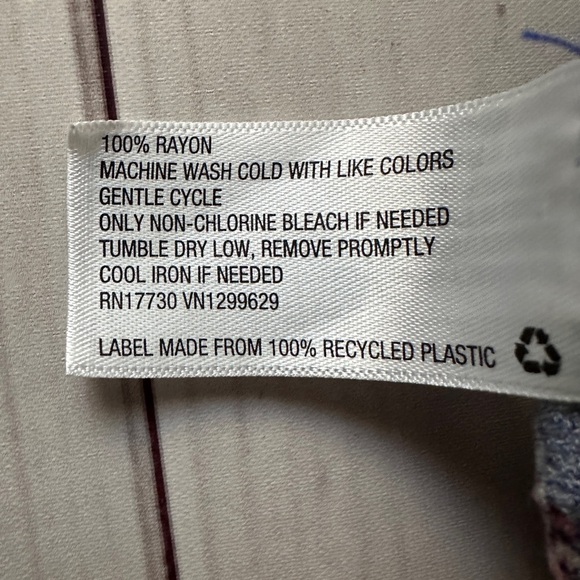 100% RAYON
MACHINE WASH COLD WITH LIKE COLORS
GENTLE CYCLE
ONLY NON-CHLORINE BLEACH IF NEEDED
TUMBLE DRY LOW, REMOVE PROMPTLY
COOL IRON IF NEEDED
RN17730 VN1299629
LABEL MADE FROM 100% RECYCLED PLASTIC